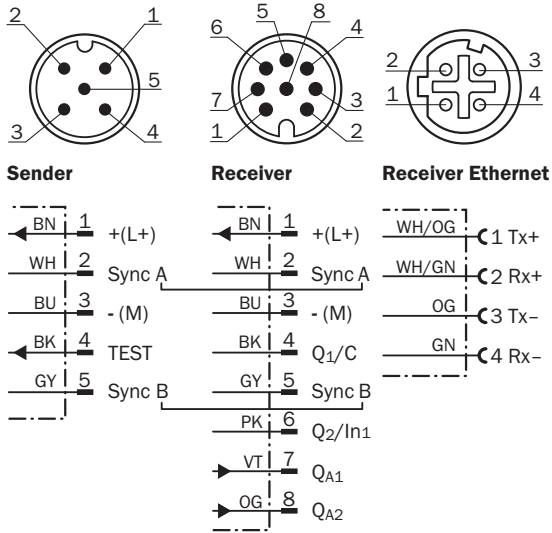 2 1 5 3 4
5 8 6 4 7 3 1 2
2 3 1 4
Sender
Receiver
Receiver Ethernet
BN 1 +(L+)
WH 2 Sync A
BU 3 - (M)
BK 4 TEST
GY 5 Sync B
BN 1 +(L+)
WH 2 Sync A
BU 3 - (M)
BK 4 Q1/C
GY 5 Sync B
PK 6 Q2/In1
VT 7 QA1
OG 8 QA2
WH/OG 1 Tx+
WH/GN 2 Rx+
OG 3 Tx–
GN 4 Rx–